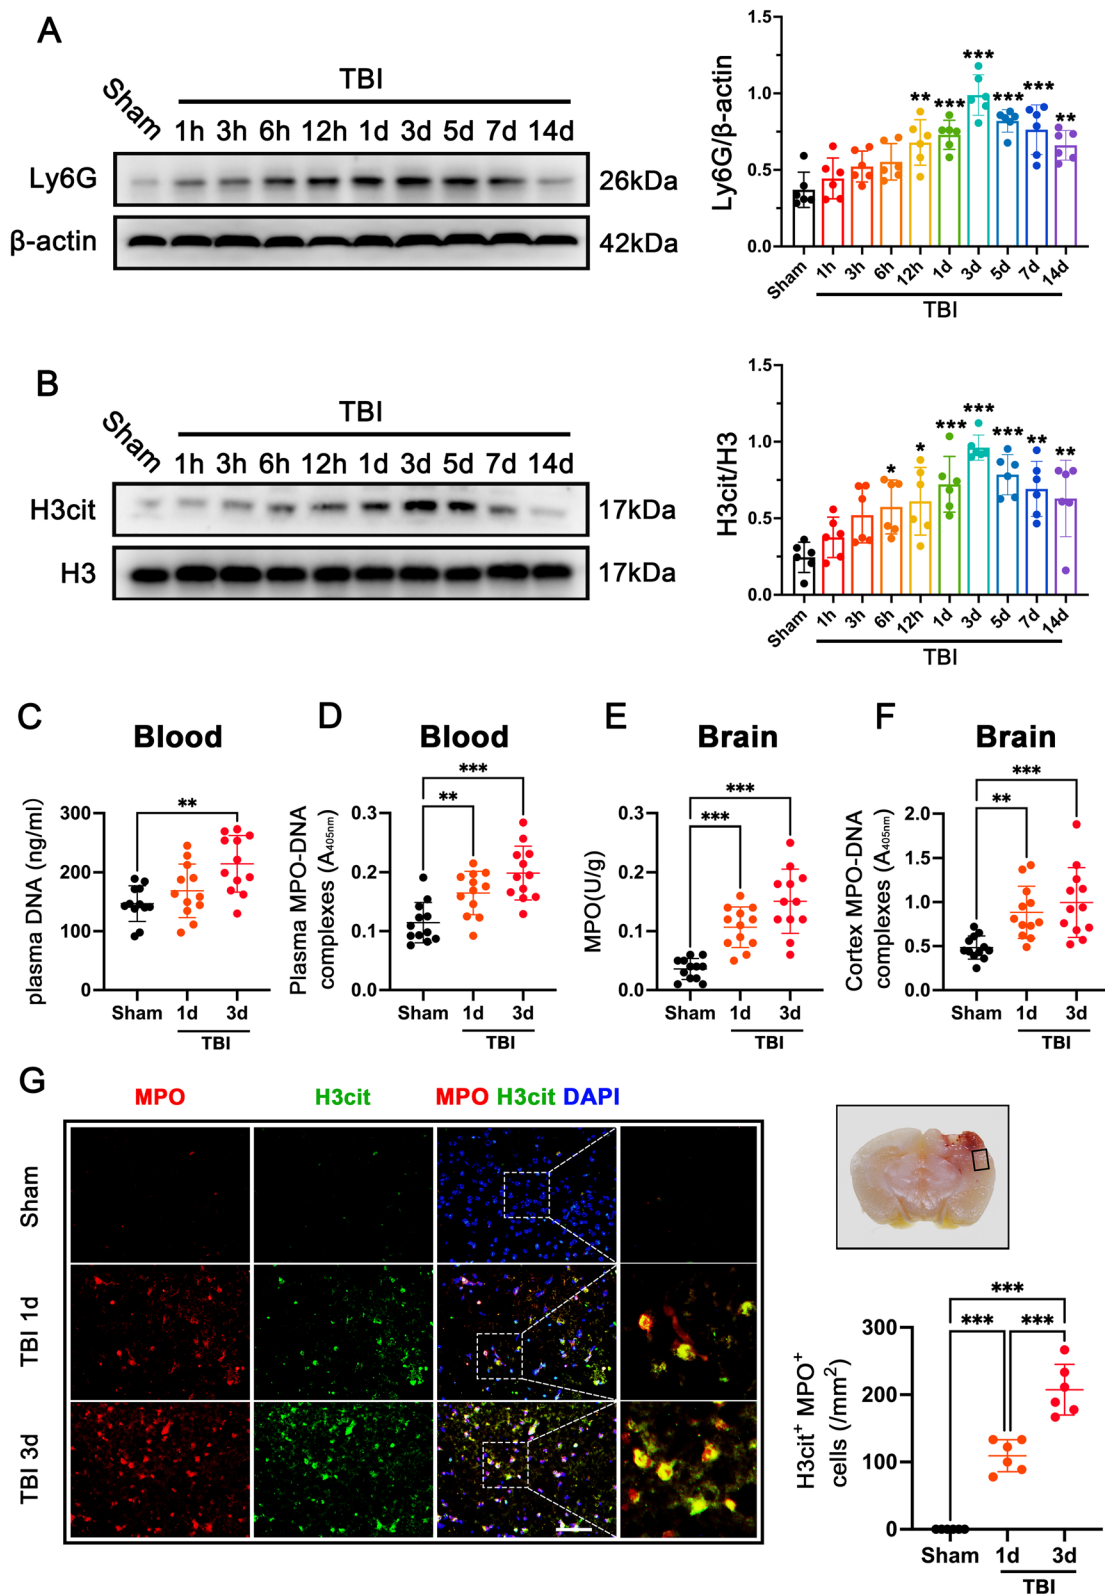 A
TBI
Sham 1h 3h 6h 12h 1d 3d 5d 7d 14d
Ly6G 26kDa
β-actin 42kDa
Ly6G/β-actin
1.5
1.0
0.5
0.0
** *** *** *** *** **
Sham 1h 3h 6h 12h 1d 3d 5d 7d 14d
TBI
B
TBI
Sham 1h 3h 6h 12h 1d 3d 5d 7d 14d
H3cit 17kDa
H3 17kDa
H3cit/H3
1.5
1.0
0.5
0.0
* * *** *** *** ** **
Sham 1h 3h 6h 12h 1d 3d 5d 7d 14d
TBI
C
Blood
plasma DNA (ng/ml)
300
200
100
0
**
Sham 1d 3d
TBI
D
Blood
Plasma MPO-DNA
complexes (A405nm)
0.3
0.2
0.1
0.0
***
**
Sham 1d 3d
TBI
E
Brain
MPO(U/g)
0.3
0.2
0.1
0.0
***
***
Sham 1d 3d
TBI
F
Brain
Cortex MPO-DNA
complexes (A405nm)
2.0
1.5
1.0
0.5
0.0
***
**
Sham 1d 3d
TBI
G
MPO H3cit MPO H3cit DAPI
Sham
TBI 1d
TBI 3d
H3cit+ MPO+
cells (/mm2)
300
200
100
0
***
*** ***
Sham 1d 3d
TBI